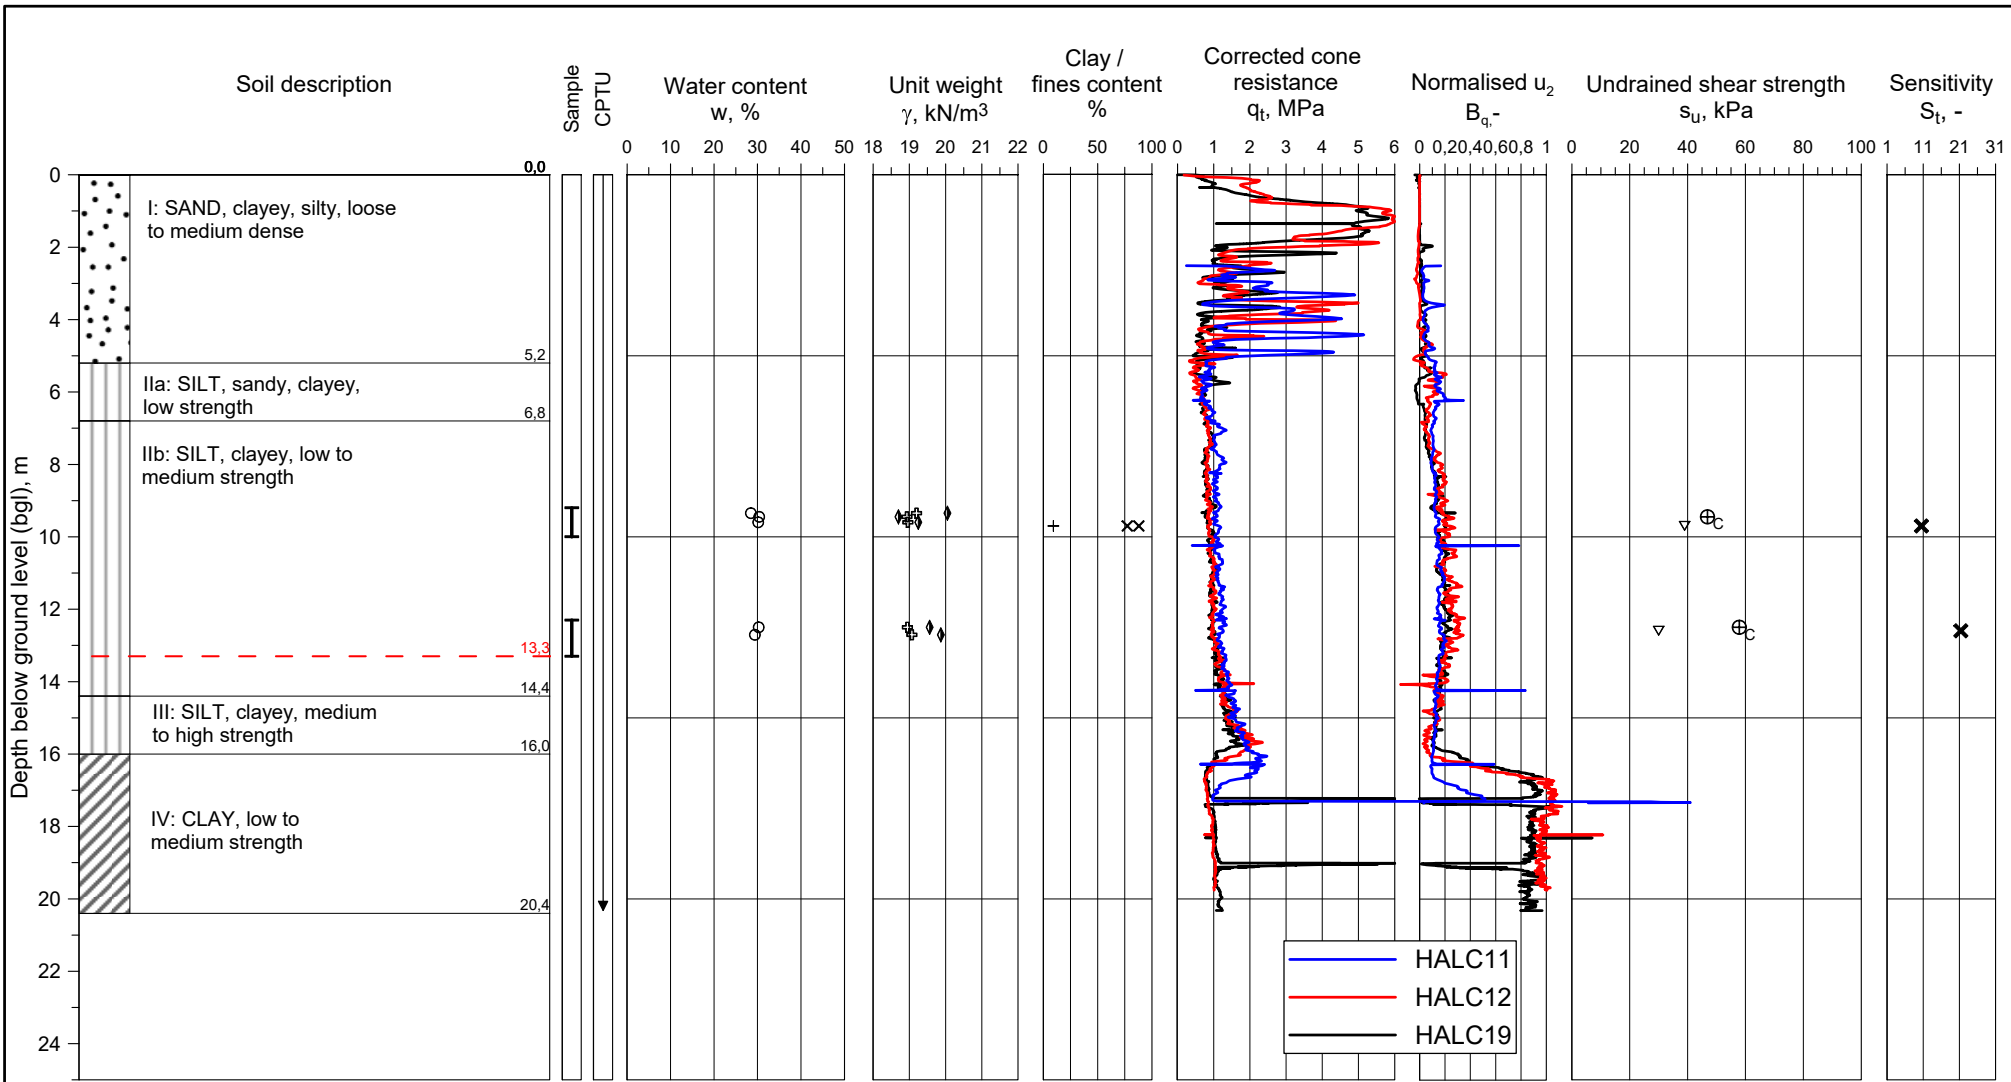 Soil description
Sample
CPTU
Water content
w, %
Unit weight
γ, kN/m³
Clay /
fines content
%
Corrected cone
resistance
qt, MPa
Normalised u2
Bq,-
Undrained shear strength
su, kPa
Sensitivity
St, -
0 10 20 30 40 50
18 19 20 21 22
0 50 100
0 1 2 3 4 5 6
0 0,2 0,4 0,6 0,8 1
0 20 40 60 80 100
1 11 21 31
Depth below ground level (bgl), m
0
2
4
6
8
10
12
14
16
18
20
22
24
0,0
I: SAND, clayey, silty, loose
to medium dense
5,2
IIa: SILT, sandy, clayey,
low strength
6,8
IIb: SILT, clayey, low to
medium strength
13,3
14,4
III: SILT, clayey, medium
to high strength
16,0
IV: CLAY, low to
medium strength
20,4
C
C
HALC11
HALC12
HALC19